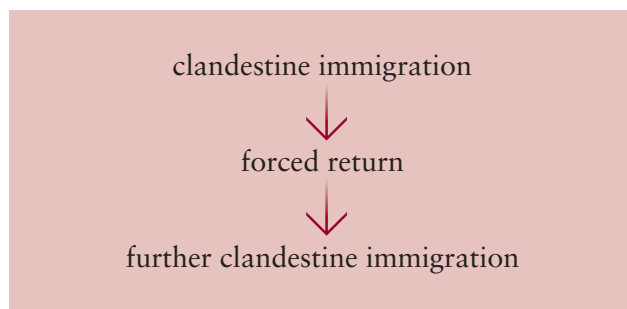 clandestine immigration
forced return
further clandestine immigration